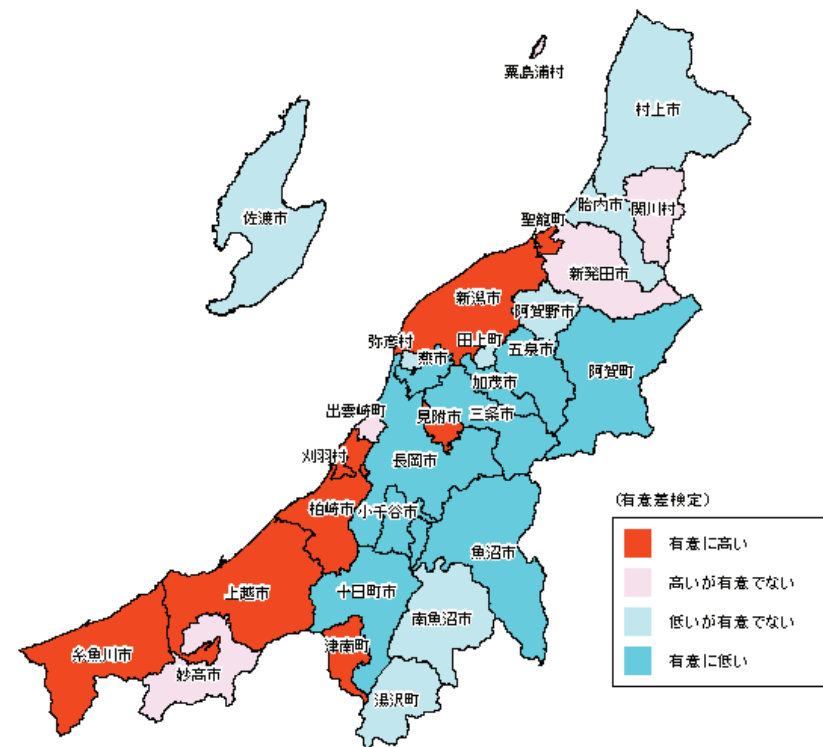 粟島浦村
村上市
佐渡市
胎内市
関川村
聖籠町
新発田市
新潟市
阿賀野市
弥彦村
田上町
五泉市
燕市
阿賀町
加茂市
出雲崎町
見附市
三条市
刈羽村
長岡市
(有意差検定)
柏崎市
小千谷市
魚沼市
有意に高い
上越市
十日町市
高いが有意でない
南魚沼市
低いが有意でない
糸魚川市
津南町
妙高市
有意に低い
湯沢町